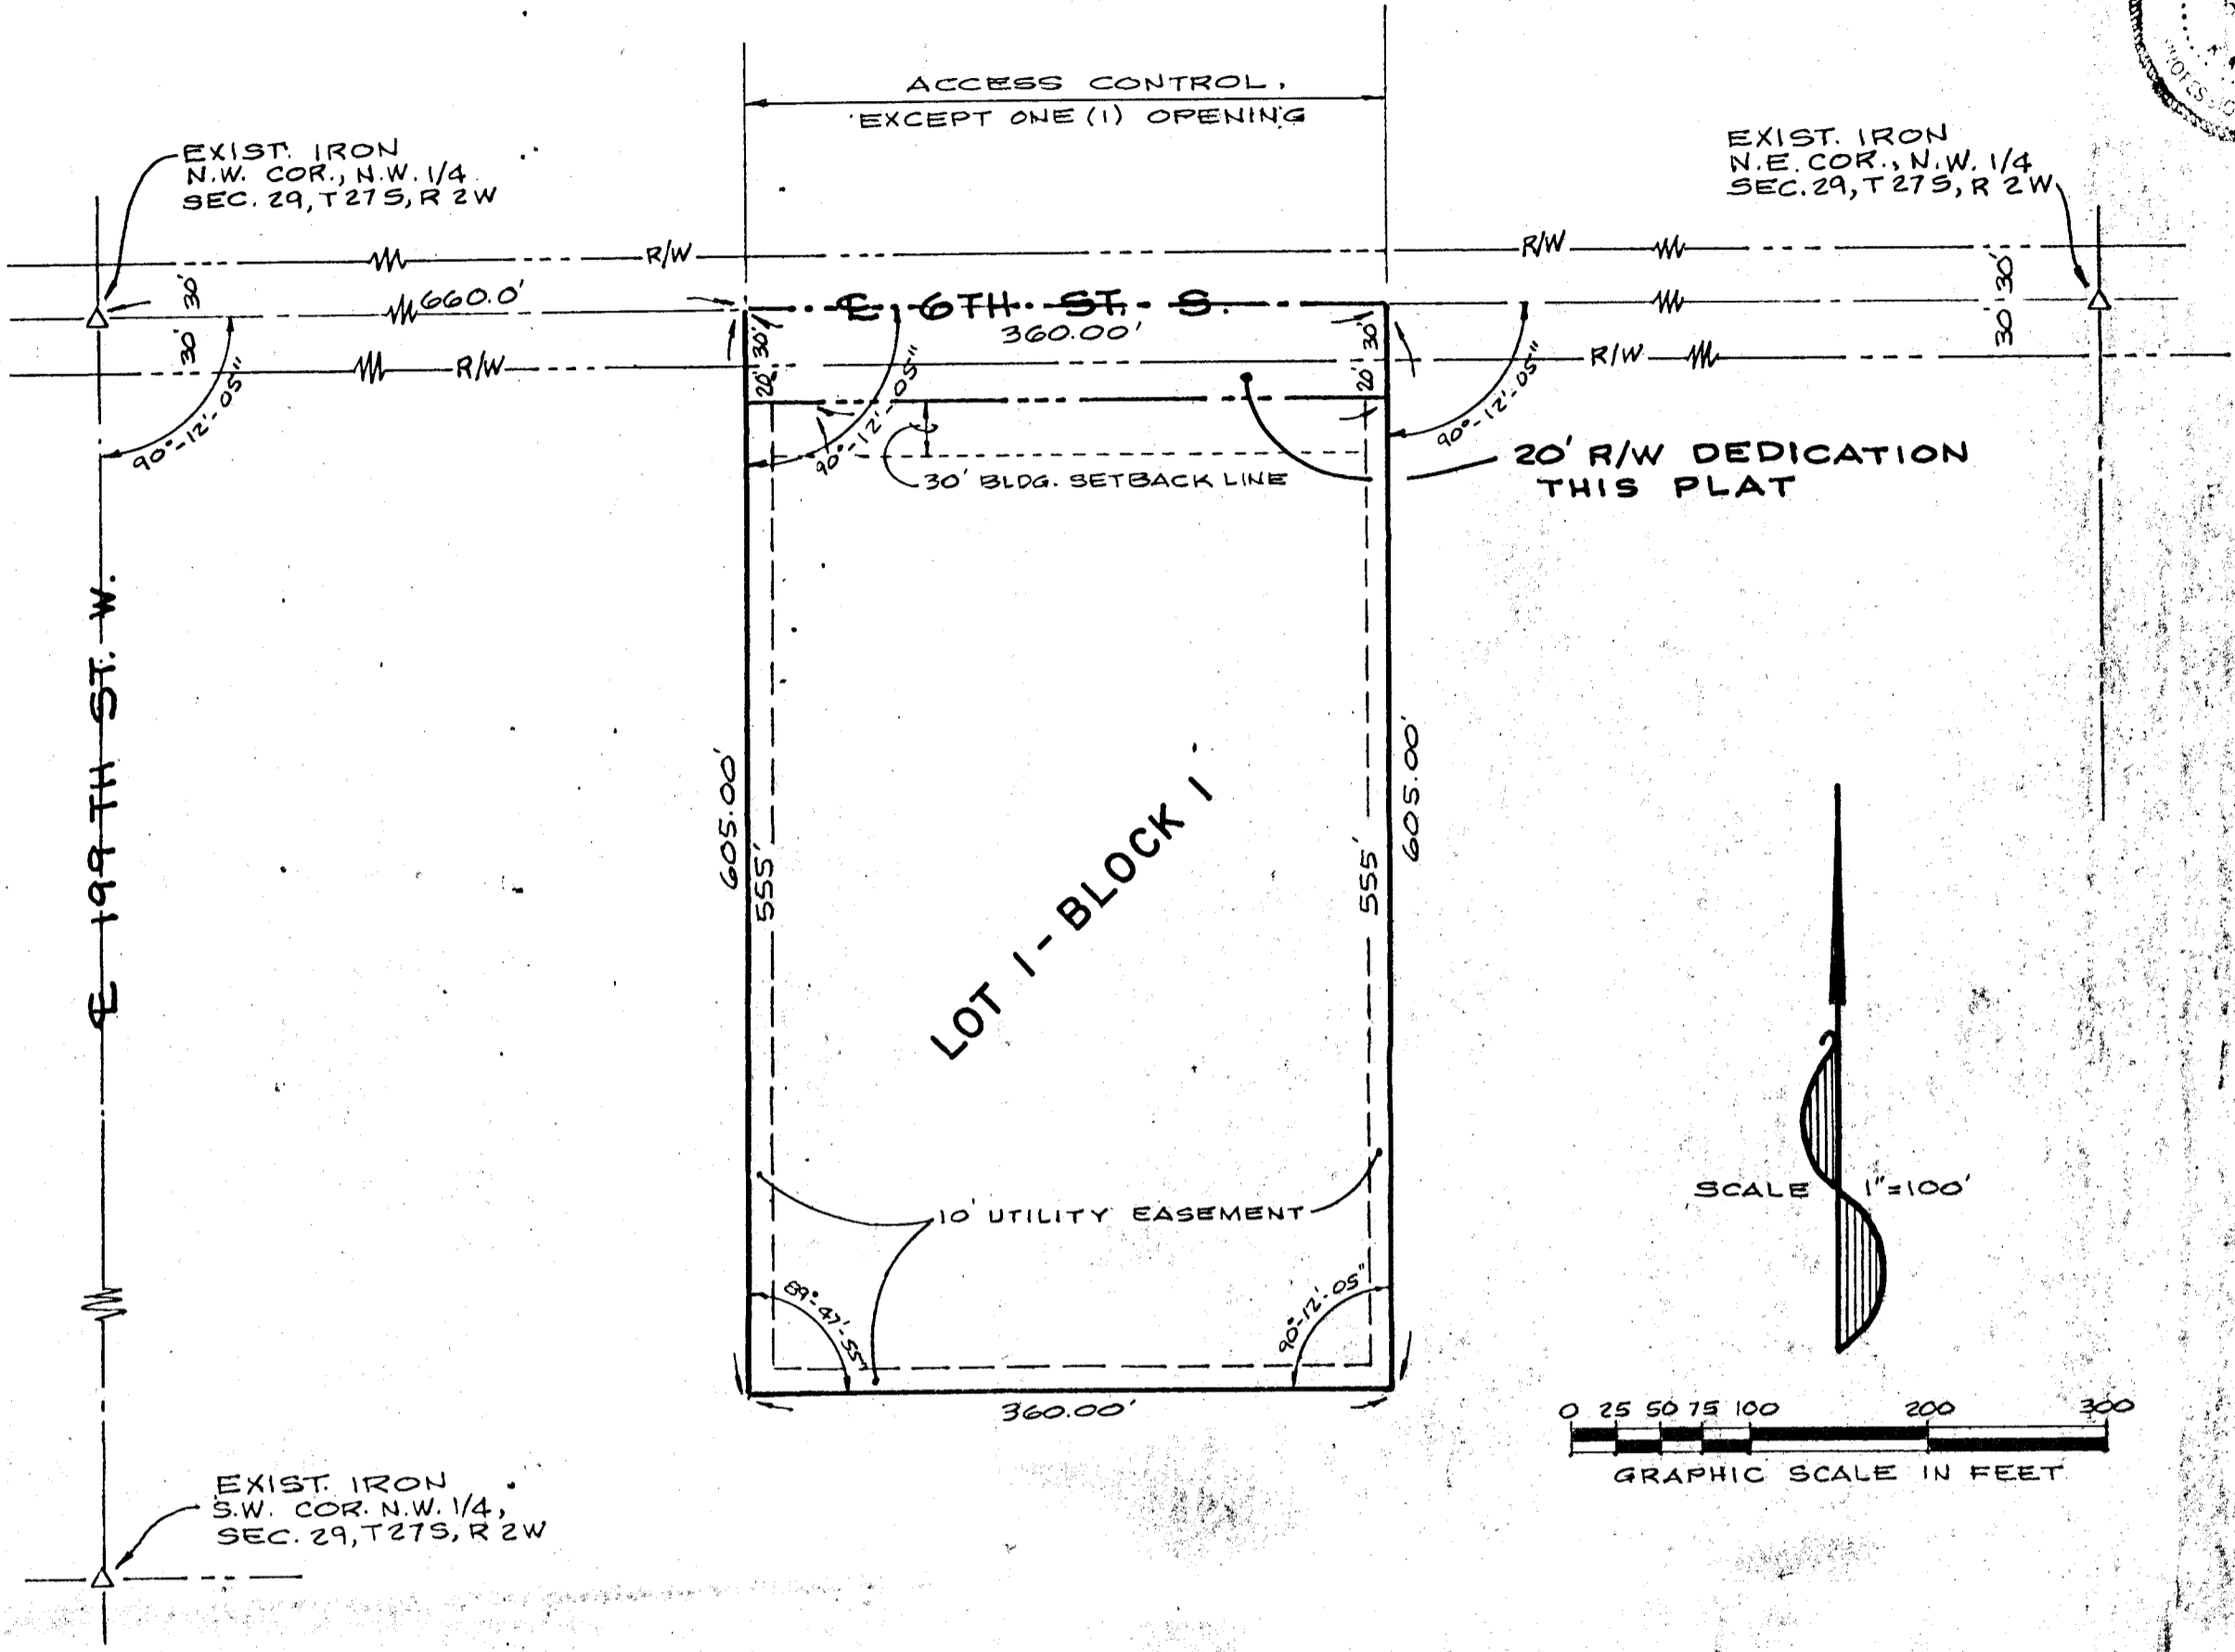 ACCESS CONTROL,
EXCEPT ONE (1) OPENING
EXIST. IRON
N.W. COR., N.W. 1/4
SEC. 29, T 27 S, R 2 W
EXIST. IRON
N.E. COR., N.W. 1/4
SEC. 29, T 27 S, R 2 W
R/W
R/W
30'
30'
660.0'
℄ 6TH ST. S.
360.00'
30'
30'
30'
20'
30'
20'
R/W
R/W
90°-12'-05"
90°-12'-05"
90°-12'-05"
30' BLDG. SETBACK LINE
20' R/W DEDICATION
THIS PLAT
℄ 199TH ST. W.
605.00'
555'
LOT 1 - BLOCK 1
555'
605.00'
SCALE 1"=100'
10' UTILITY EASEMENT
89°-47'-55"
90°-12'-05"
360.00'
0 25 50 75 100 200 300
GRAPHIC SCALE IN FEET
EXIST. IRON
S.W. COR. N.W. 1/4,
SEC. 29, T 27 S, R 2 W